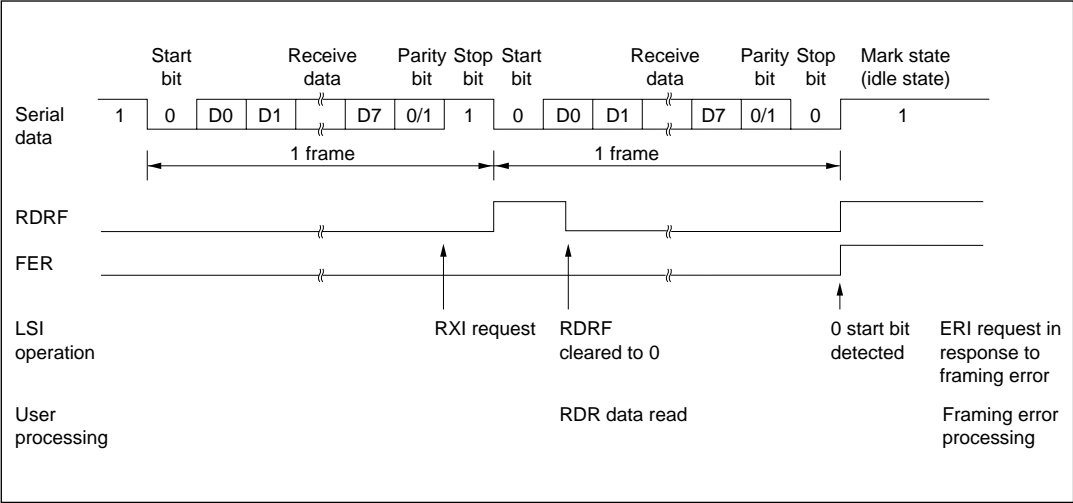 Start Receive Parity Stop Start Receive Parity Stop Mark state
bit data bit bit bit data bit bit (idle state)
Serial 1 0 D0 D1 D7 0/1 1 0 D0 D1 D7 0/1 0 1
data
1 frame 1 frame
RDRF
FER
LSI RXI request RDRF 0 start bit ERI request in
operation cleared to 0 detected response to
framing error
User RDR data read Framing error
processing processing